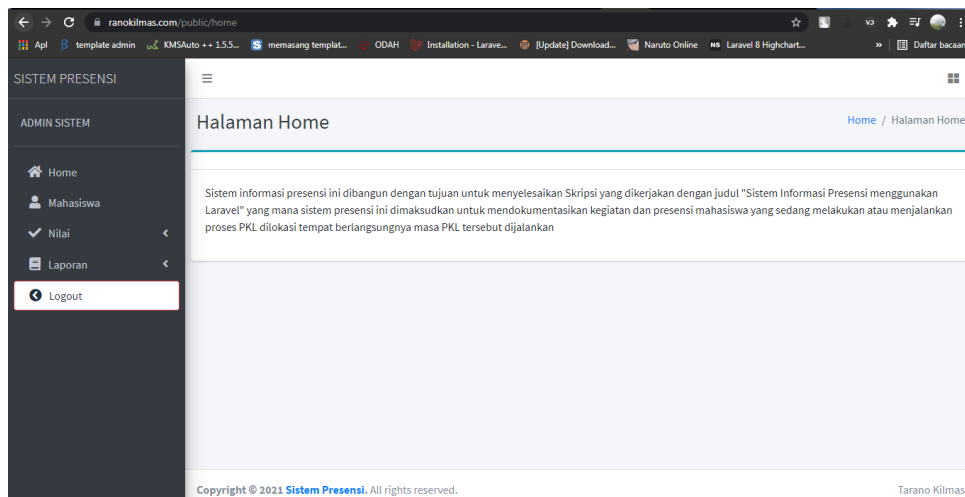 ranokilmas.com/public/home
Apl template admin KMSAuto ++ 1.5.5... memasang templat... ODAH Installation - Larave... [Update] Download... Naruto Online NS Laravel 8 Highchart... » Daftar bacaan
SISTEM PRESENSI
ADMIN SISTEM
Halaman Home
Home / Halaman Home
Home
Mahasiswa
Nilai
Laporan
Logout
Sistem informasi presensi ini dibangun dengan tujuan untuk menyelesaikan Skripsi yang dikerjakan dengan judul "Sistem Informasi Presensi menggunakan
Laravel" yang mana sistem presensi ini dimaksudkan untuk mendokumentasikan kegiatan dan presensi mahasiswa yang sedang melakukan atau menjalankan
proses PKL dilokasi tempat berlangsungnya masa PKL tersebut dijalankan
Copyright © 2021 Sistem Presensi. All rights reserved.
Tarano Kilmas